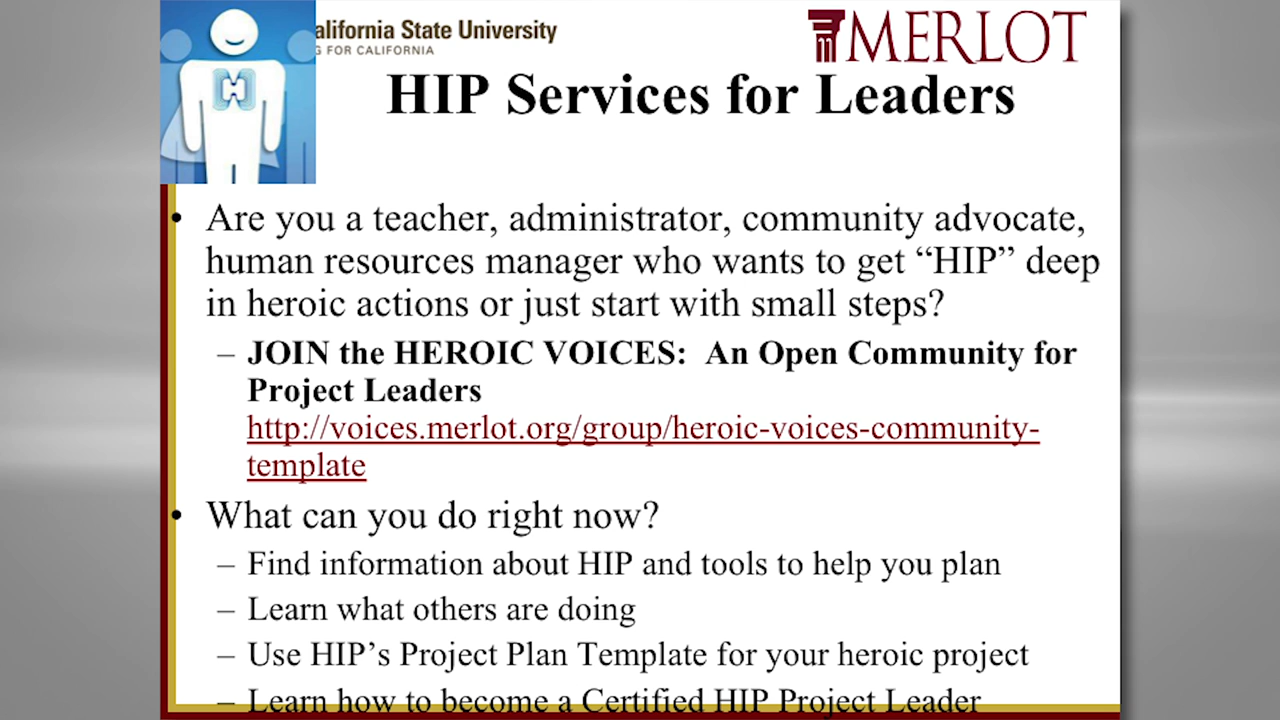 alifornia State University
G FOR CALIFORNIA
MERLOT
HIP Services for Leaders
• Are you a teacher, administrator, community advocate,
human resources manager who wants to get “HIP” deep
in heroic actions or just start with small steps?
– JOIN the HEROIC VOICES: An Open Community for
Project Leaders
http://voices.merlot.org/group/heroic-voices-community-
template
• What can you do right now?
– Find information about HIP and tools to help you plan
– Learn what others are doing
– Use HIP’s Project Plan Template for your heroic project
– Learn how to become a Certified HIP Project Leader